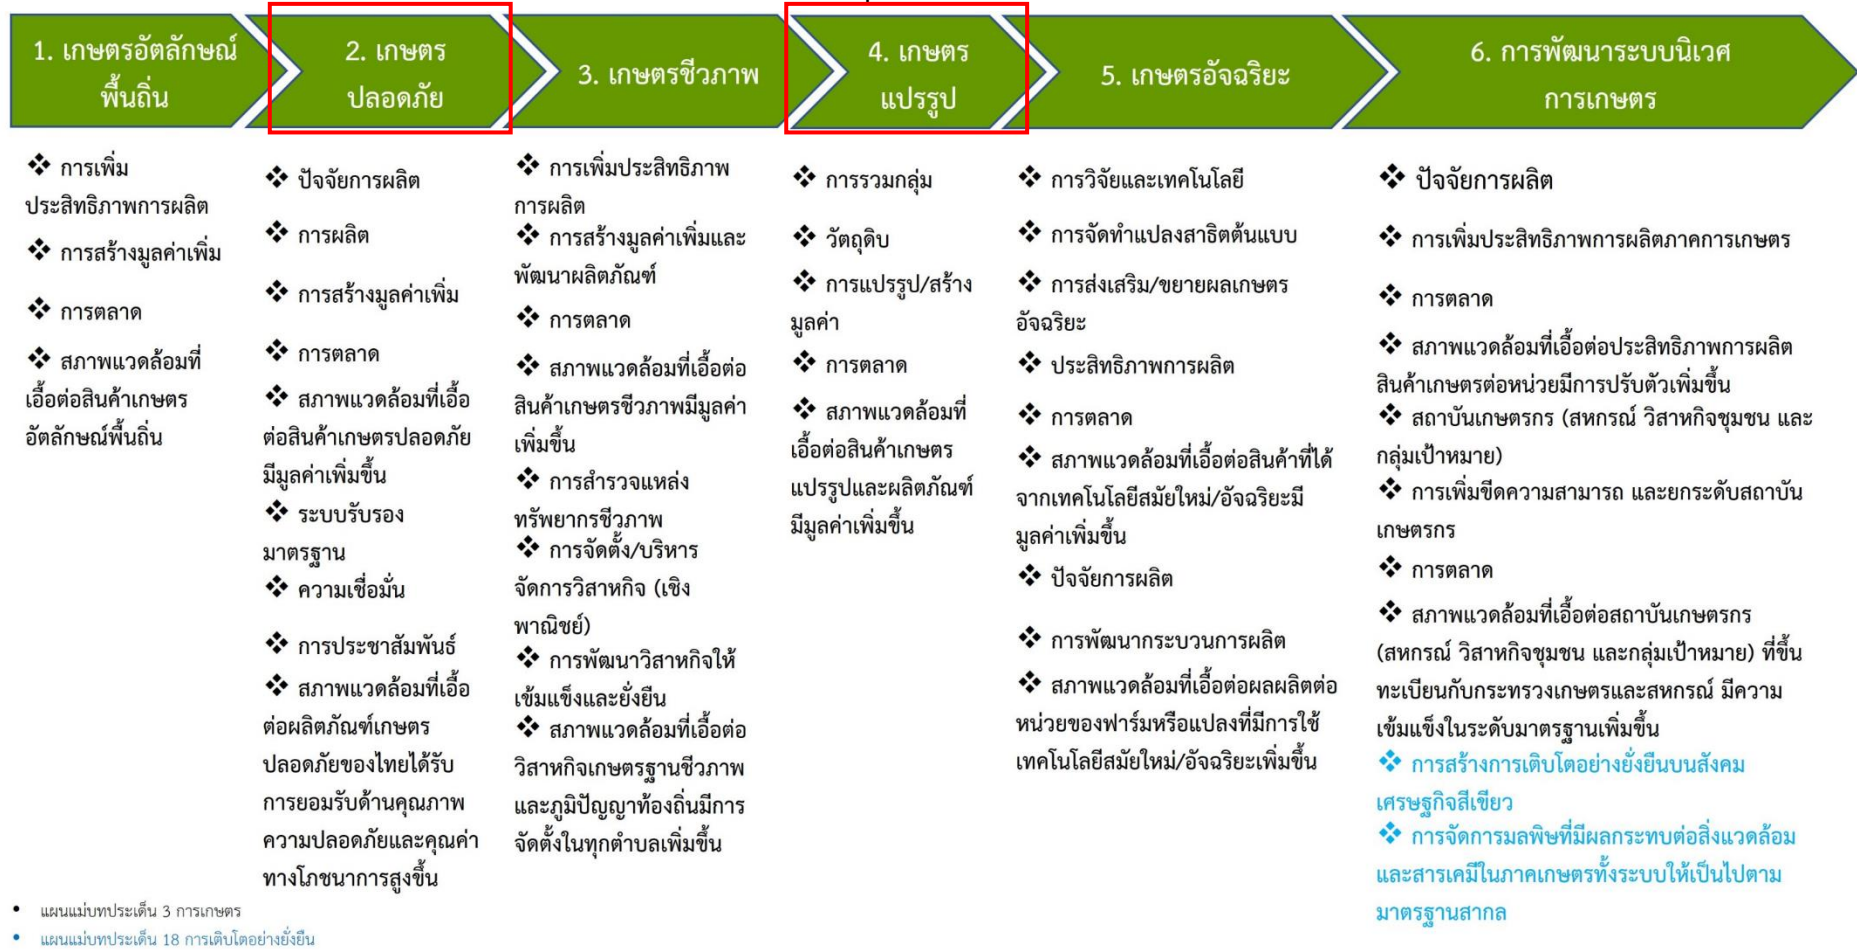 1. เกษตรอัตลักษณ์
พื้นถิ่น
2. เกษตร
ปลอดภัย
3. เกษตรชีวภาพ
4. เกษตร
แปรรูป
5. เกษตรอัจฉริยะ
6. การพัฒนาระบบนิเวศ
การเกษตร
❖ การเพิ่ม
ประสิทธิภาพการผลิต
❖ การสร้างมูลค่าเพิ่ม
❖ การตลาด
❖ สภาพแวดล้อมที่
เอื้อต่อสินค้าเกษตร
อัตลักษณ์พื้นถิ่น
❖ ปัจจัยการผลิต
❖ การผลิต
❖ การสร้างมูลค่าเพิ่ม
❖ การตลาด
❖ สภาพแวดล้อมที่เอื้อ
ต่อสินค้าเกษตรปลอดภัย
มีมูลค่าเพิ่มขึ้น
❖ ระบบรับรอง
มาตรฐาน
❖ ความเชื่อมั่น
❖ การประชาสัมพันธ์
❖ สภาพแวดล้อมที่เอื้อ
ต่อผลิตภัณฑ์เกษตร
ปลอดภัยของไทยได้รับ
การยอมรับด้านคุณภาพ
ความปลอดภัยและคุณค่า
ทางโภชนาการสูงขึ้น
❖ การเพิ่มประสิทธิภาพ
การผลิต
❖ การสร้างมูลค่าเพิ่มและ
พัฒนาผลิตภัณฑ์
❖ การตลาด
❖ สภาพแวดล้อมที่เอื้อต่อ
สินค้าเกษตรชีวภาพมีมูลค่า
เพิ่มขึ้น
❖ การสำรวจแหล่ง
ทรัพยากรชีวภาพ
❖ การจัดตั้ง/บริหาร
จัดการวิสาหกิจ (เชิง
พาณิชย์)
❖ การพัฒนาวิสาหกิจให้
เข้มแข็งและยั่งยืน
❖ สภาพแวดล้อมที่เอื้อต่อ
วิสาหกิจเกษตรฐานชีวภาพ
และภูมิปัญญาท้องถิ่นมีการ
จัดตั้งในทุกตำบลเพิ่มขึ้น
❖ การรวมกลุ่ม
❖ วัตถุดิบ
❖ การแปรรูป/สร้าง
มูลค่า
❖ การตลาด
❖ สภาพแวดล้อมที่
เอื้อต่อสินค้าเกษตร
แปรรูปและผลิตภัณฑ์
มีมูลค่าเพิ่มขึ้น
❖ การวิจัยและเทคโนโลยี
❖ การจัดทำแปลงสาธิตต้นแบบ
❖ การส่งเสริม/ขยายผลเกษตร
อัจฉริยะ
❖ ประสิทธิภาพการผลิต
❖ การตลาด
❖ สภาพแวดล้อมที่เอื้อต่อสินค้าที่ได้
จากเทคโนโลยีสมัยใหม่/อัจฉริยะมี
มูลค่าเพิ่มขึ้น
❖ ปัจจัยการผลิต
❖ การพัฒนากระบวนการผลิต
❖ สภาพแวดล้อมที่เอื้อต่อผลผลิตต่อ
หน่วยของฟาร์มหรือแปลงที่มีการใช้
เทคโนโลยีสมัยใหม่/อัจฉริยะเพิ่มขึ้น
❖ ปัจจัยการผลิต
❖ การเพิ่มประสิทธิภาพการผลิตภาคการเกษตร
❖ การตลาด
❖ สภาพแวดล้อมที่เอื้อต่อประสิทธิภาพการผลิต
สินค้าเกษตรต่อหน่วยมีการปรับตัวเพิ่มขึ้น
❖ สถาบันเกษตรกร (สหกรณ์ วิสาหกิจชุมชน และ
กลุ่มเป้าหมาย)
❖ การเพิ่มขีดความสามารถ และยกระดับสถาบัน
เกษตรกร
❖ การตลาด
❖ สภาพแวดล้อมที่เอื้อต่อสถาบันเกษตรกร
(สหกรณ์ วิสาหกิจชุมชน และกลุ่มเป้าหมาย) ที่ขึ้น
ทะเบียนกับกระทรวงเกษตรและสหกรณ์ มีความ
เข้มแข็งในระดับมาตรฐานเพิ่มขึ้น
❖ การสร้างการเติบโตอย่างยั่งยืนบนสังคม
เศรษฐกิจสีเขียว
❖ การจัดการมลพิษที่มีผลกระทบต่อสิ่งแวดล้อม
และสารเคมีในภาคเกษตรทั้งระบบให้เป็นไปตาม
มาตรฐานสากล
• แผนแม่บทประเด็น 3 การเกษตร
• แผนแม่บทประเด็น 18 การเติบโตอย่างยั่งยืน